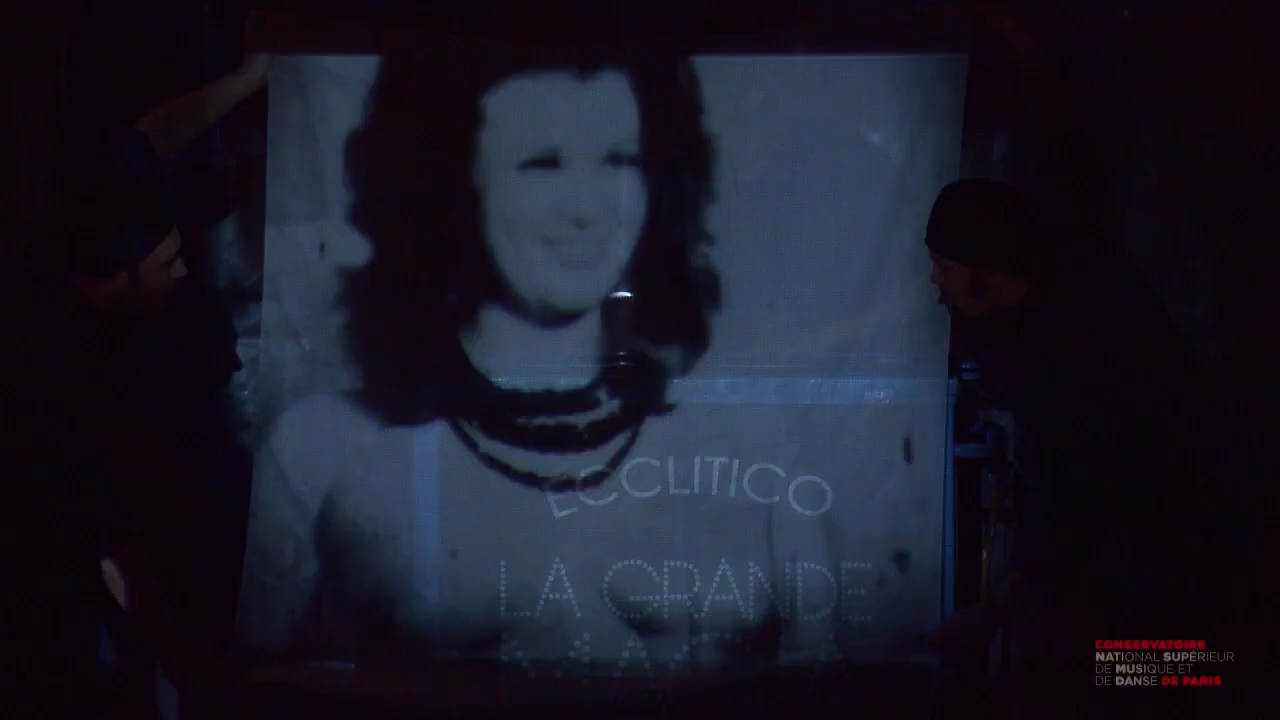 ECCLITICO
LA GRANDE
CONSERVATOIRE
NATIONAL SUPÉRIEUR
DE MUSIQUE ET
DE DANSE DE PARIS